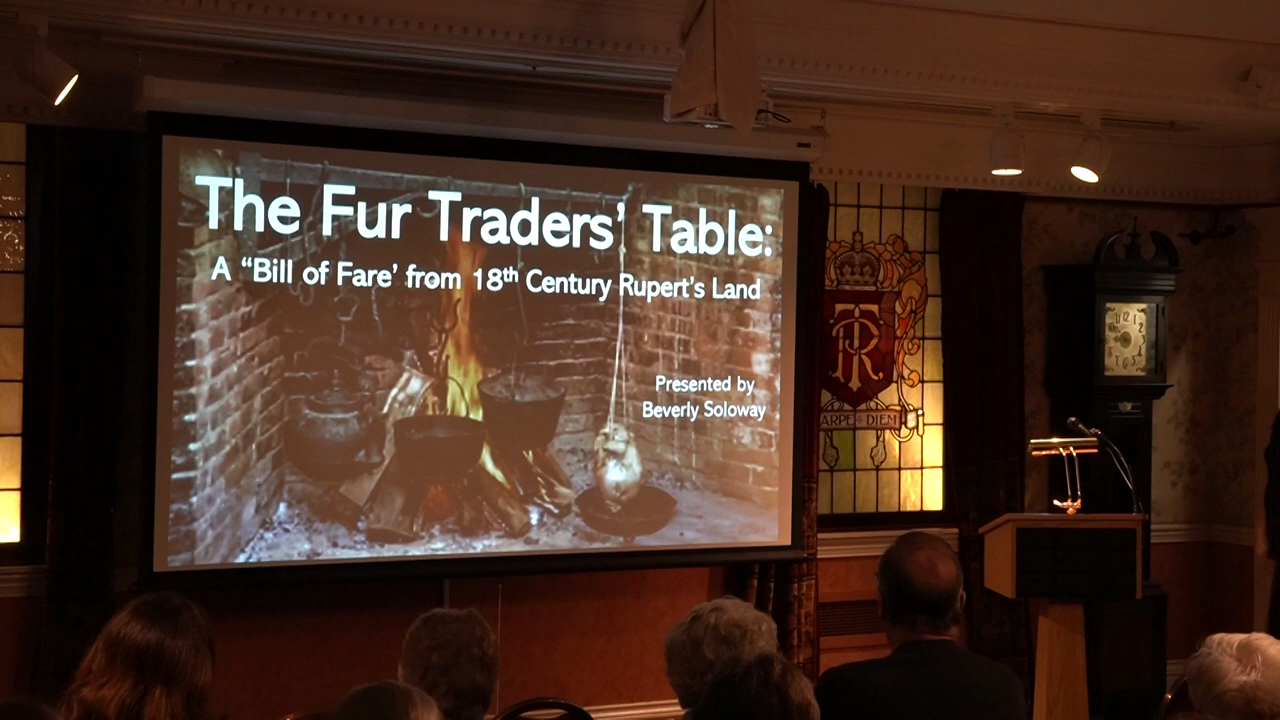 The Fur Traders' Table:
A “Bill of Fare’ from 18th Century Rupert's Land
Presented by
Beverly Soloway
ARPE DIEM